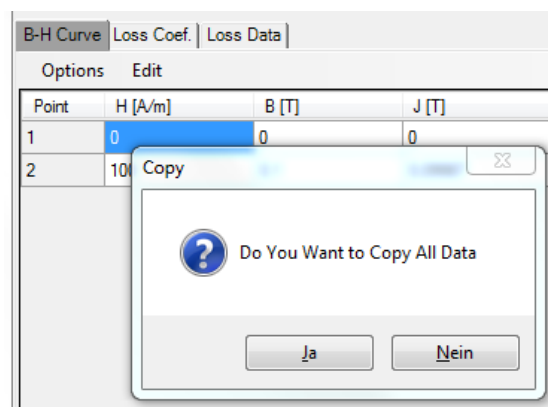 B-H Curve Loss Coef. Loss Data
Options Edit
Point H [A/m] B [T] J [T]
1 0 0 0
2
Copy
Do You Want to Copy All Data
Ja Nein